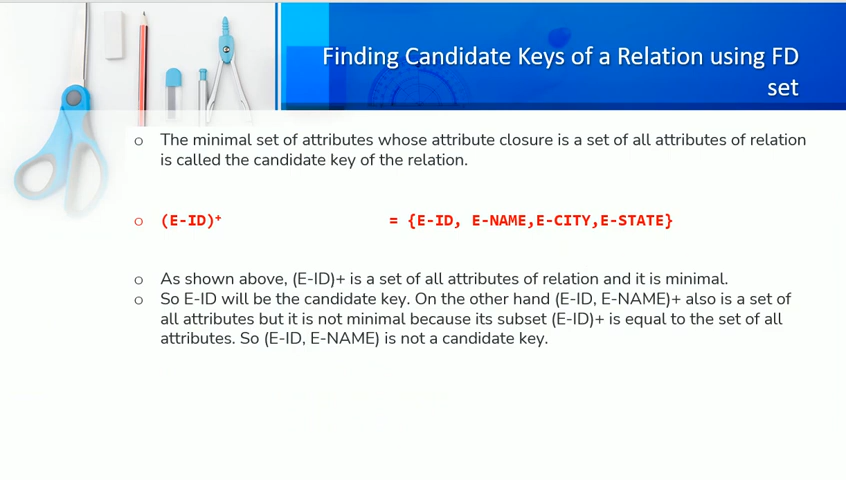 Finding Candidate Keys of a Relation using FD
set
o The minimal set of attributes whose attribute closure is a set of all attributes of relation
is called the candidate key of the relation.
o (E-ID)+ = {E-ID, E-NAME,E-CITY,E-STATE}
o As shown above, (E-ID)+ is a set of all attributes of relation and it is minimal.
o So E-ID will be the candidate key. On the other hand (E-ID, E-NAME)+ also is a set of
all attributes but it is not minimal because its subset (E-ID)+ is equal to the set of all
attributes. So (E-ID, E-NAME) is not a candidate key.